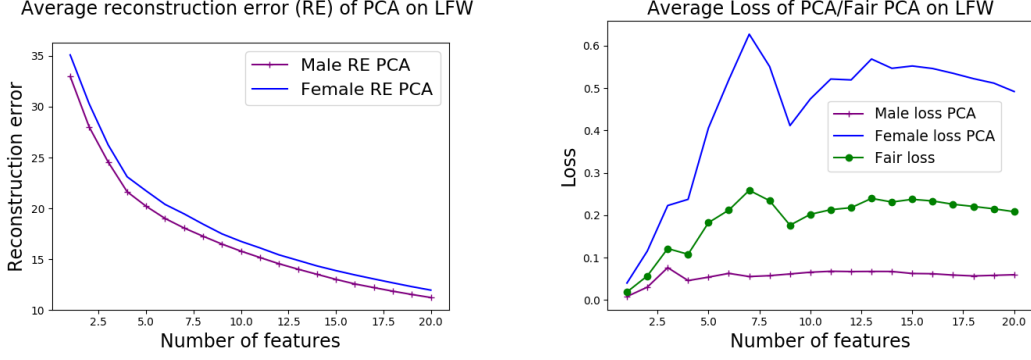 Average reconstruction error (RE) of PCA on LFW
35
30
25
20
15
10
Reconstruction error
Male RE PCA
Female RE PCA
2.5 5.0 7.5 10.0 12.5 15.0 17.5 20.0
Number of features
Average Loss of PCA/Fair PCA on LFW
0.6
0.5
0.4
0.3
0.2
0.1
0.0
Loss
Male loss PCA
Female loss PCA
Fair loss
2.5 5.0 7.5 10.0 12.5 15.0 17.5 20.0
Number of features